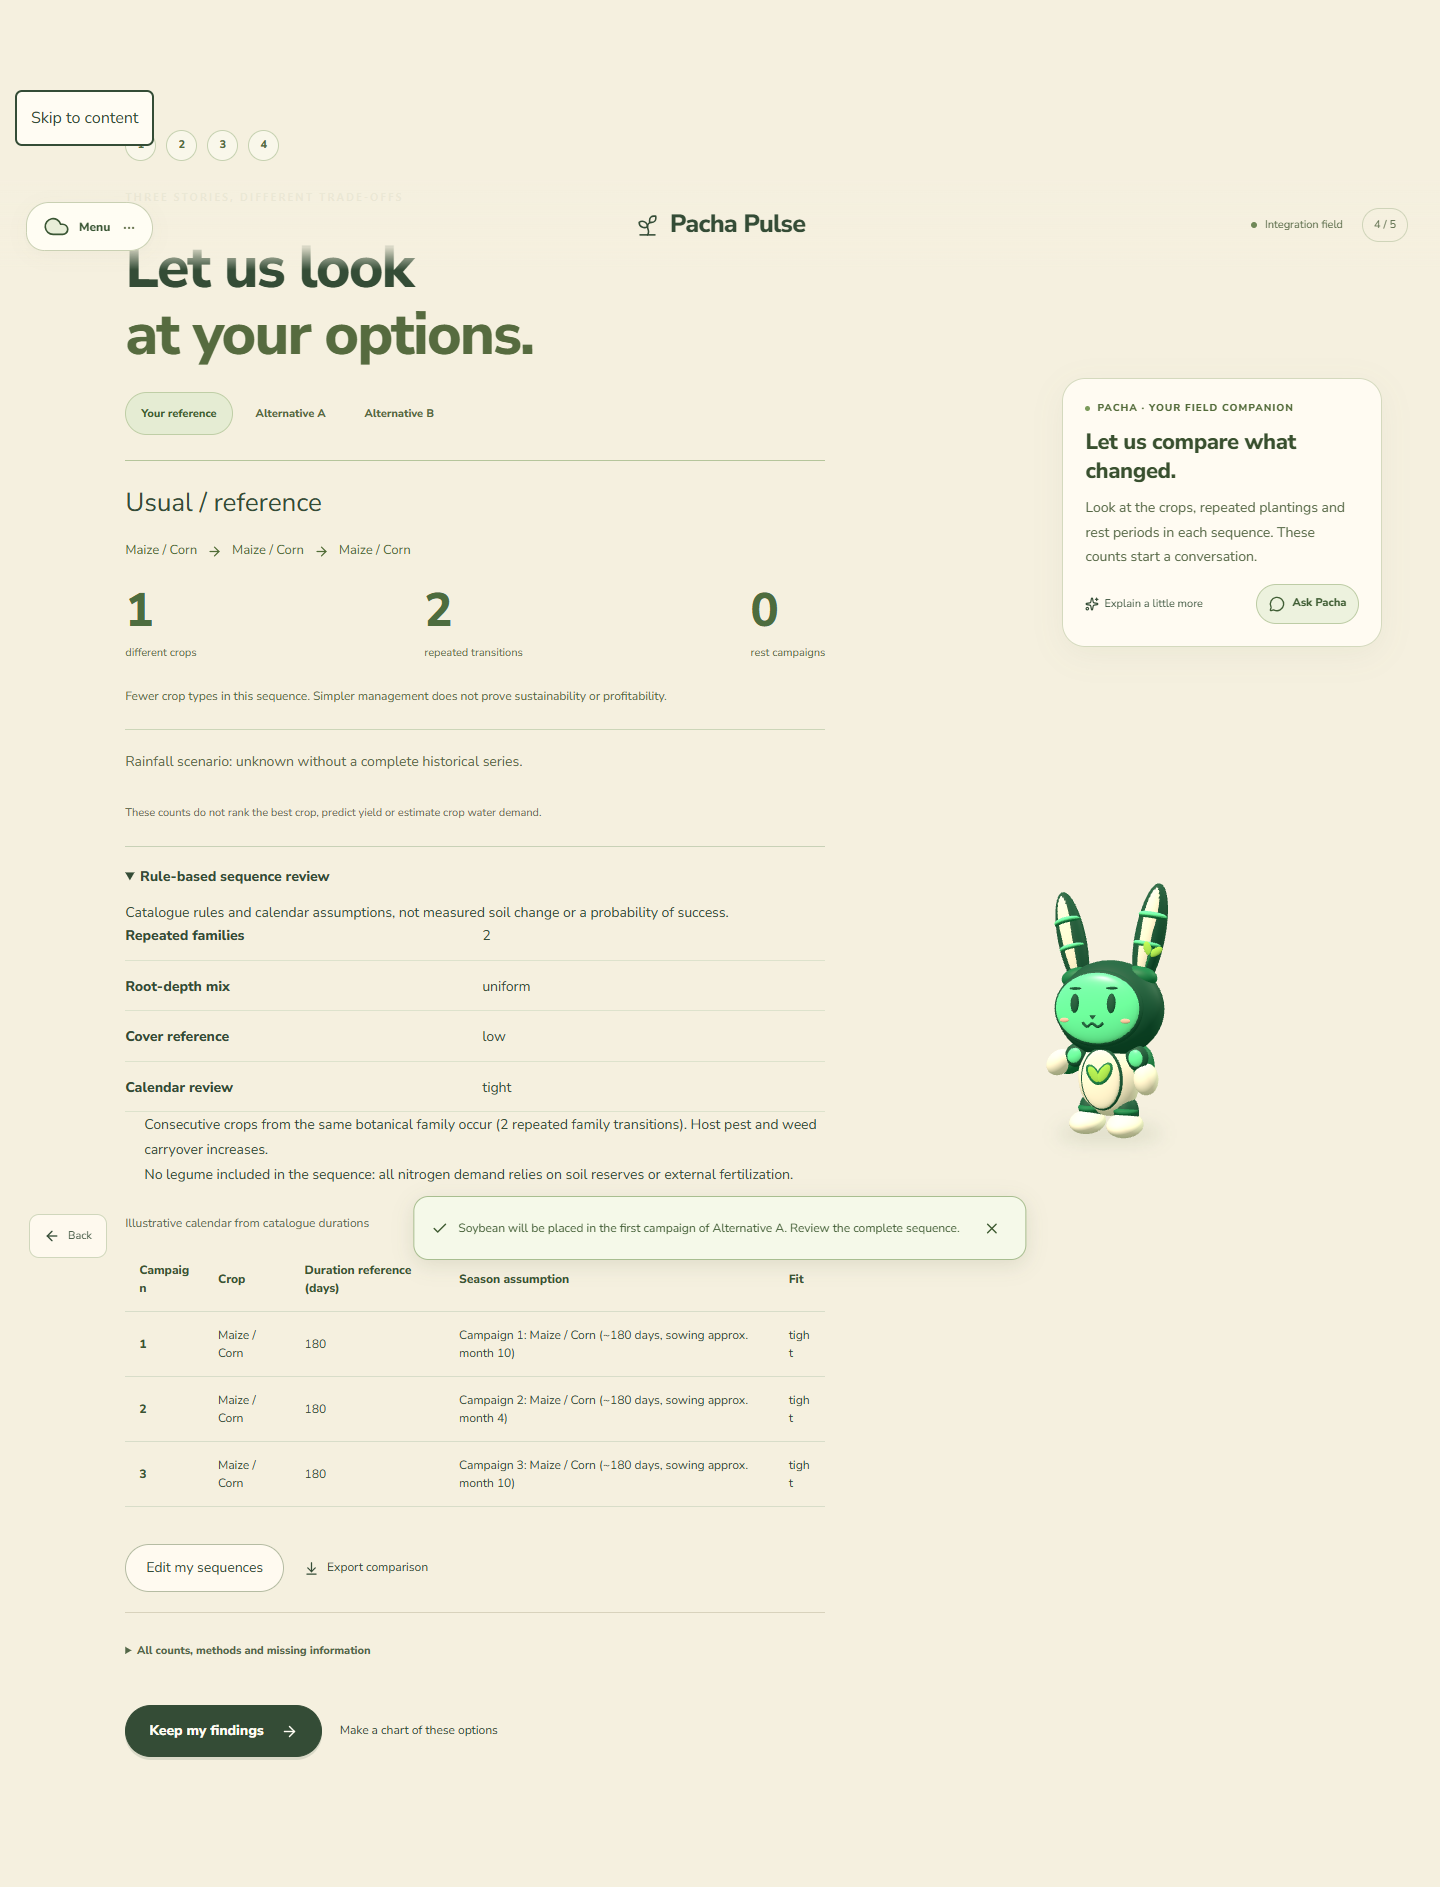 Skip to content
2 3 4
THREE STORIES, DIFFERENT TRADE-OFFS
Menu ...
Pacha Pulse
Integration field
4 / 5
Let us look
at your options.
Your reference
Alternative A
Alternative B
PACHA · YOUR FIELD COMPANION
Let us compare what
changed.
Look at the crops, repeated plantings and
rest periods in each sequence. These
counts start a conversation.
Explain a little more
Ask Pacha
Usual / reference
Maize / Corn → Maize / Corn → Maize / Corn
1
different crops
2
repeated transitions
0
rest campaigns
Fewer crop types in this sequence. Simpler management does not prove sustainability or profitability.
Rainfall scenario: unknown without a complete historical series.
These counts do not rank the best crop, predict yield or estimate crop water demand.
▼ Rule-based sequence review
Catalogue rules and calendar assumptions, not measured soil change or a probability of success.
Repeated families 2
Root-depth mix uniform
Cover reference low
Calendar review tight
Consecutive crops from the same botanical family occur (2 repeated family transitions). Host pest and weed
carryover increases.
No legume included in the sequence: all nitrogen demand relies on soil reserves or external fertilization.
Back
Illustrative calendar from catalogue durations
Soybean will be placed in the first campaign of Alternative A. Review the complete sequence.
Campaig
n
Crop
Duration reference
(days)
Season assumption
Fit
1
Maize /
Corn
180
Campaign 1: Maize / Corn (~180 days, sowing approx.
month 10)
tigh
t
2
Maize /
Corn
180
Campaign 2: Maize / Corn (~180 days, sowing approx.
month 4)
tigh
t
3
Maize /
Corn
180
Campaign 3: Maize / Corn (~180 days, sowing approx.
month 10)
tigh
t
Edit my sequences
Export comparison
▶ All counts, methods and missing information
Keep my findings →
Make a chart of these options